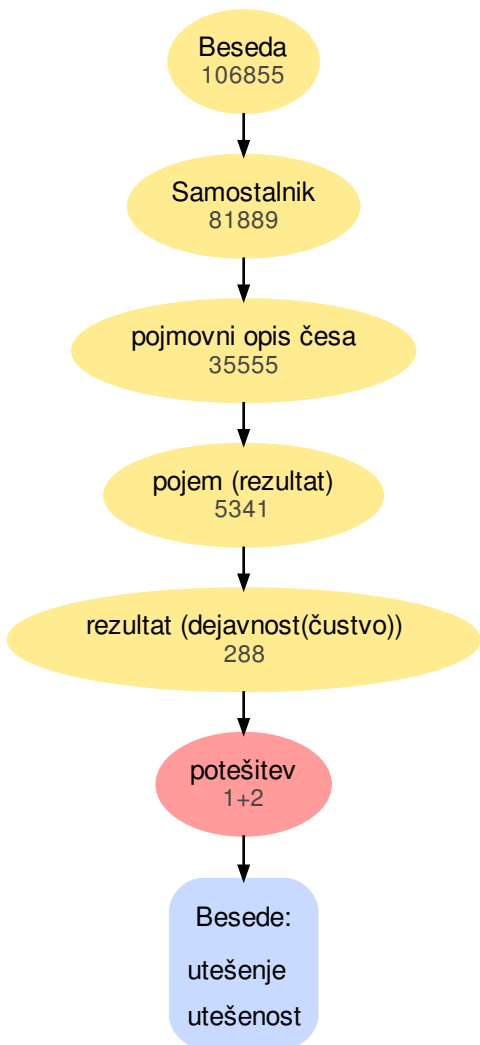 Beseda
106855
Samostalnik
81889
pojmovni opis česa
35555
pojem (rezultat)
5341
rezultat (dejavnost(čustvo))
288
potešitev
1+2
Besede:
utešenje
utešenost